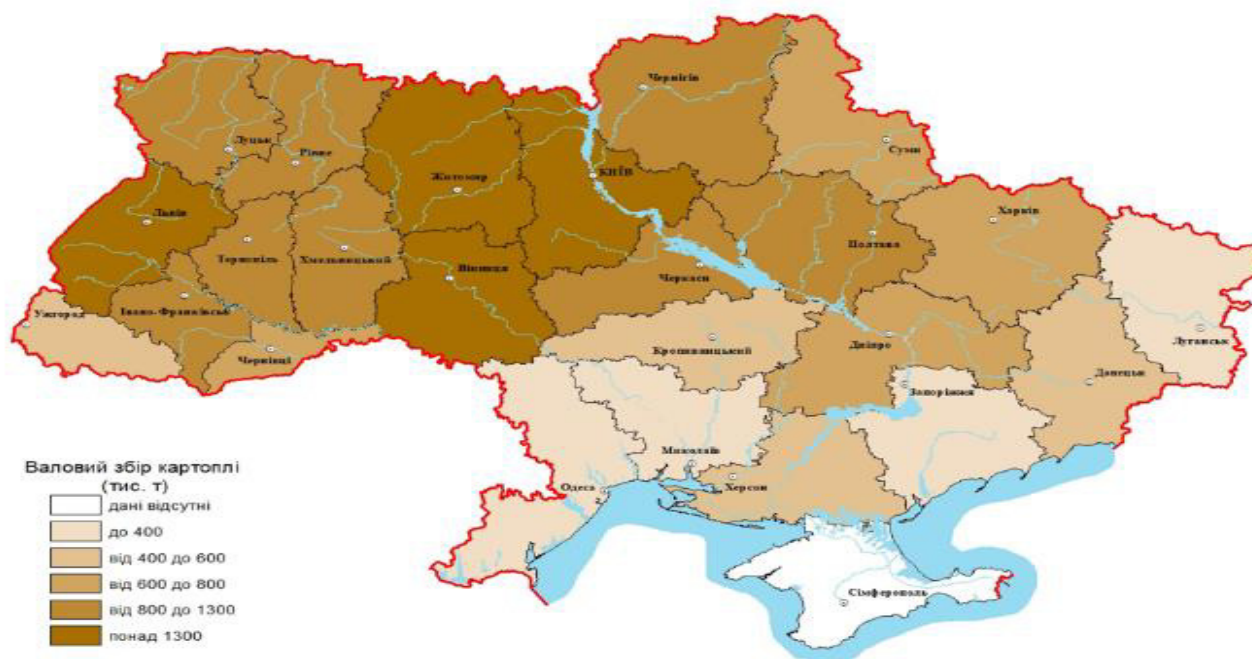 Чернігів
Суми
Луцьк
Рівне
КИЇВ
Житомир
Львів
Харків
Полтава
Тернопіль
Хмельницький
Вінниця
Черкаси
Івано-Франківськ
Ужгород
Чернівці
Кропивницький
Дніпро
Луганськ
Донецьк
Запоріжжя
Миколаїв
Одеса
Херсон
Сімферополь
Валовий збір картоплі
(тис. т)
дані відсутні
до 400
від 400 до 600
від 600 до 800
від 800 до 1300
понад 1300